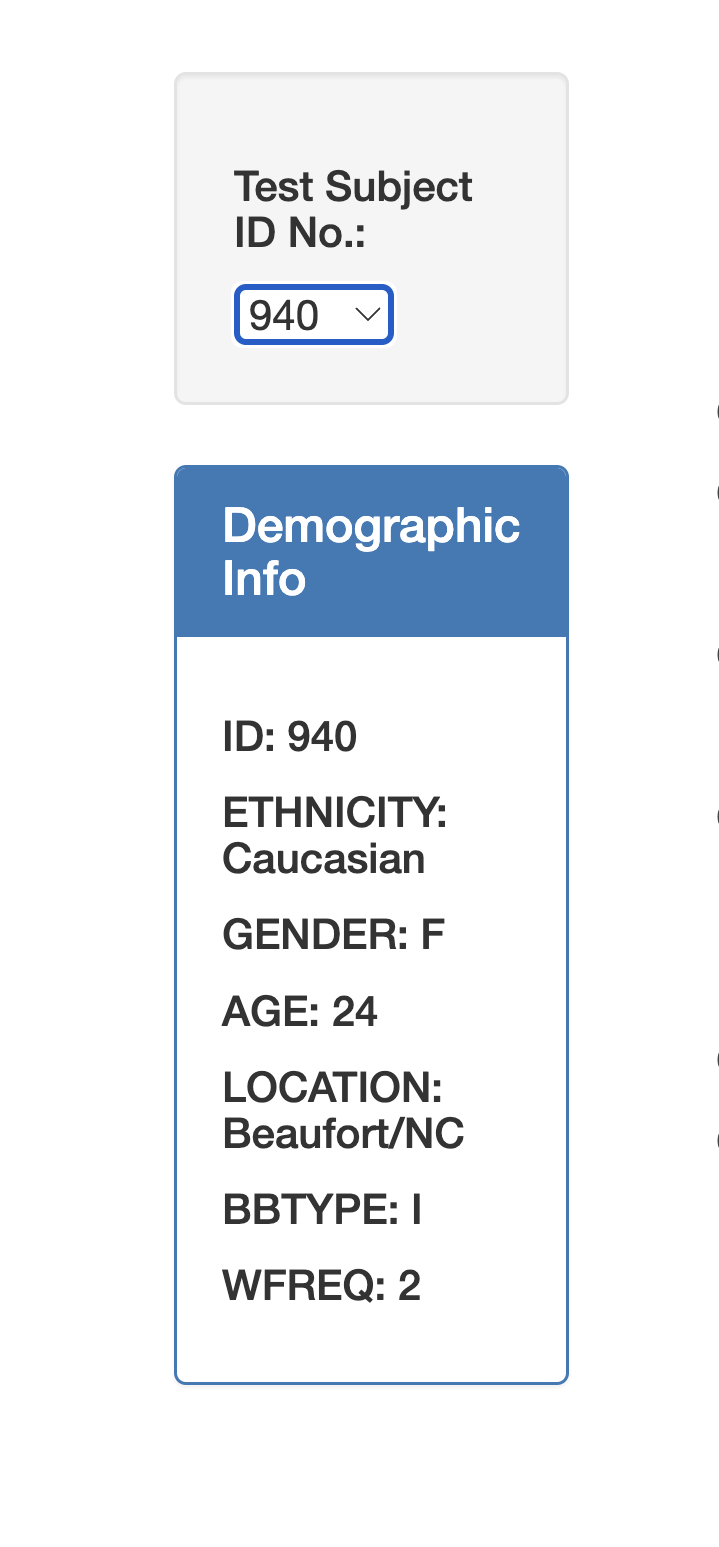 Test Subject
ID No.:
940
Demographic
Info
ID: 940
ETHNICITY:
Caucasian
GENDER: F
AGE: 24
LOCATION:
Beaufort/NC
BBTYPE: I
WFREQ: 2